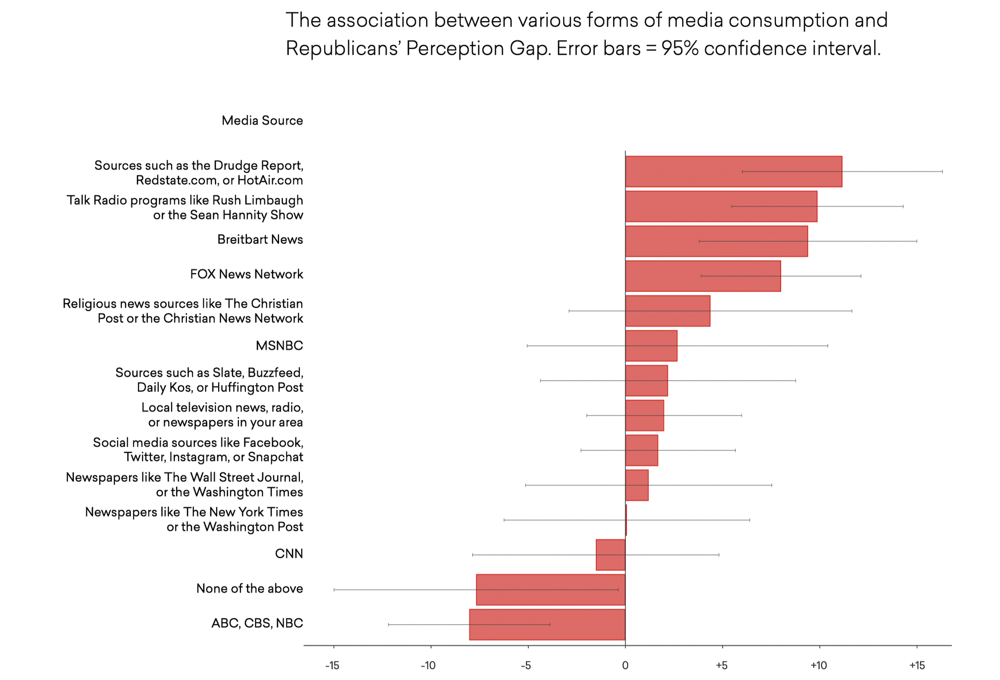 The association between various forms of media consumption and
Republicans’ Perception Gap. Error bars = 95% confidence interval.
Media Source
Sources such as the Drudge Report,
Redstate.com, or HotAir.com
Talk Radio programs like Rush Limbaugh
or the Sean Hannity Show
Breitbart News
FOX News Network
Religious news sources like The Christian
Post or the Christian News Network
MSNBC
Sources such as Slate, Buzzfeed,
Daily Kos, or Huffington Post
Local television news, radio,
or newspapers in your area
Social media sources like Facebook,
Twitter, Instagram, or Snapchat
Newspapers like The Wall Street Journal,
or the Washington Times
Newspapers like The New York Times
or the Washington Post
CNN
None of the above
ABC, CBS, NBC
-15 -10 -5 0 +5 +10 +15